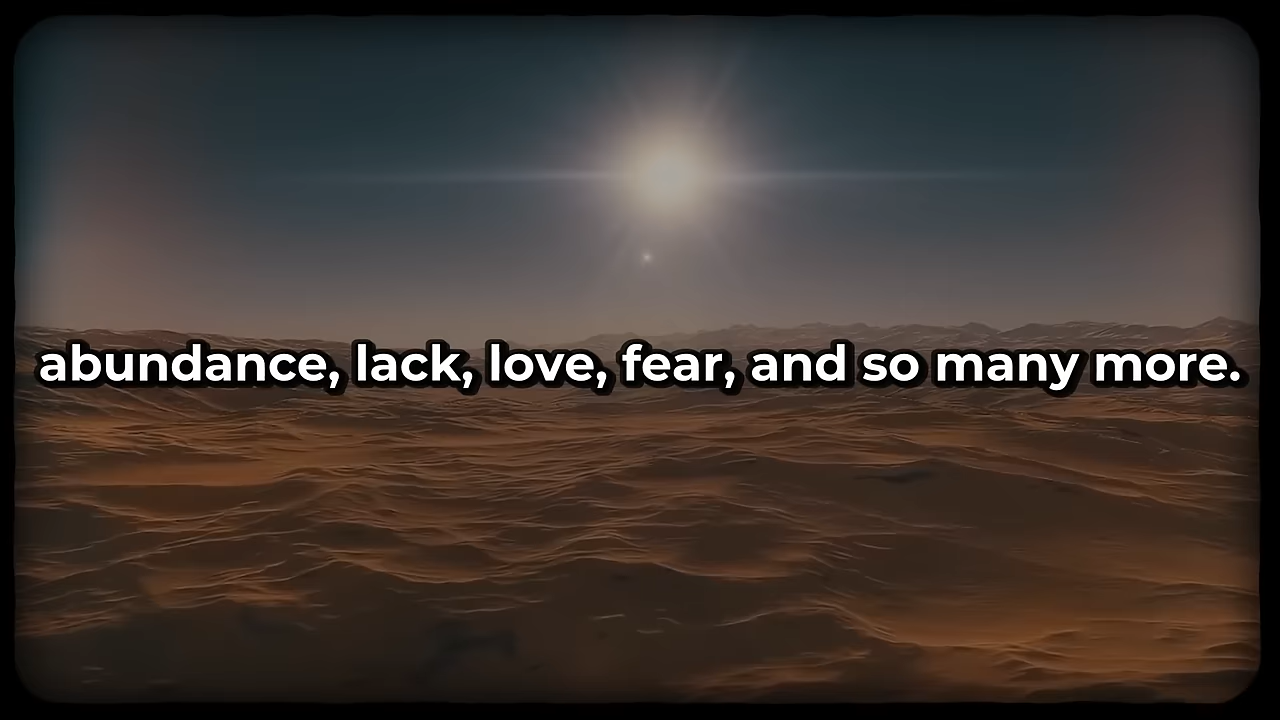 abundance, lack, love, fear, and so many more.